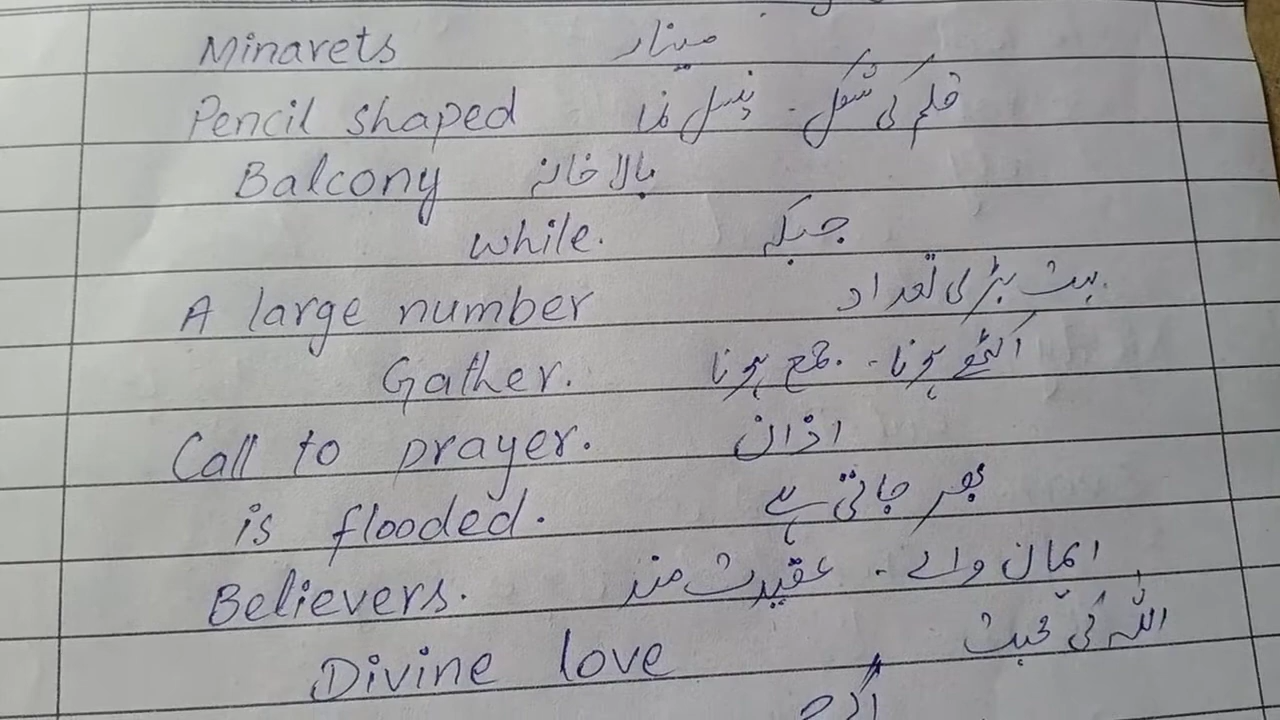 Minarets مینار
Pencil shaped قلم کی شکل - پنسل نما
Balcony بالا خانہ
while. جبکہ
A large number بہت بڑی تعداد
Gather. اکٹھے ہونا - جمع ہونا
Call to prayer. اذان
is flooded. بھر جاتی ہے
Believers. ایمان والے - عقیدت مند
Divine love اللہ کی محبت